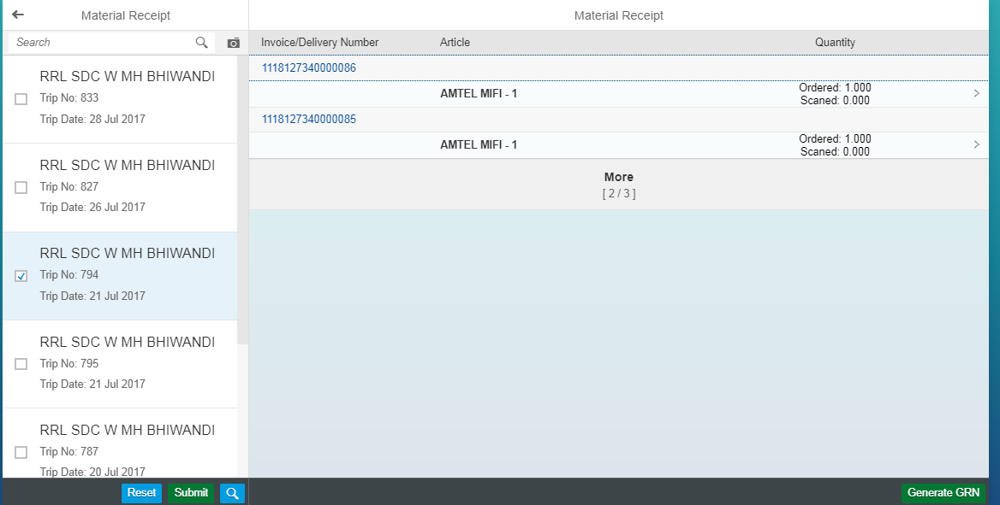 Material Receipt
Search
RRL SDC W MH BHIWANDI
Trip No: 833
Trip Date: 28 Jul 2017
RRL SDC W MH BHIWANDI
Trip No: 827
Trip Date: 26 Jul 2017
RRL SDC W MH BHIWANDI
Trip No: 794
Trip Date: 21 Jul 2017
RRL SDC W MH BHIWANDI
Trip No: 795
Trip Date: 21 Jul 2017
RRL SDC W MH BHIWANDI
Trip No: 787
Trip Date: 20 Jul 2017
Reset Submit
Material Receipt
Invoice/Delivery Number Article Quantity
1118127340000086
AMTEL MIFI - 1
Ordered: 1.000
Scaned: 0.000
1118127340000085
AMTEL MIFI - 1
Ordered: 1.000
Scaned: 0.000
More
[ 2 / 3 ]
Generate GRN